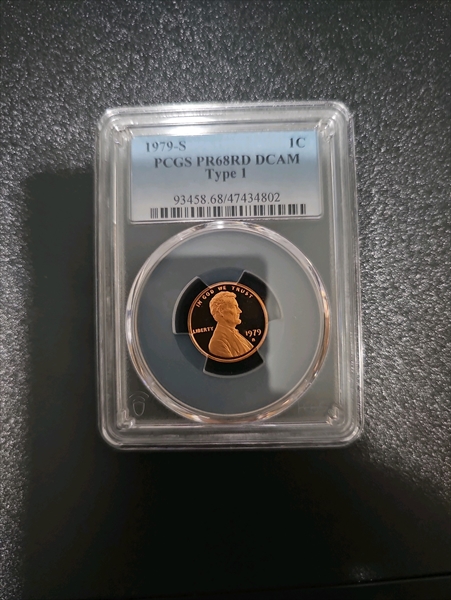 1979-S 1C
PCGS PR68RD DCAM
Type 1
93458.68/47434802
IN GOD WE TRUST
LIBERTY 1979
S